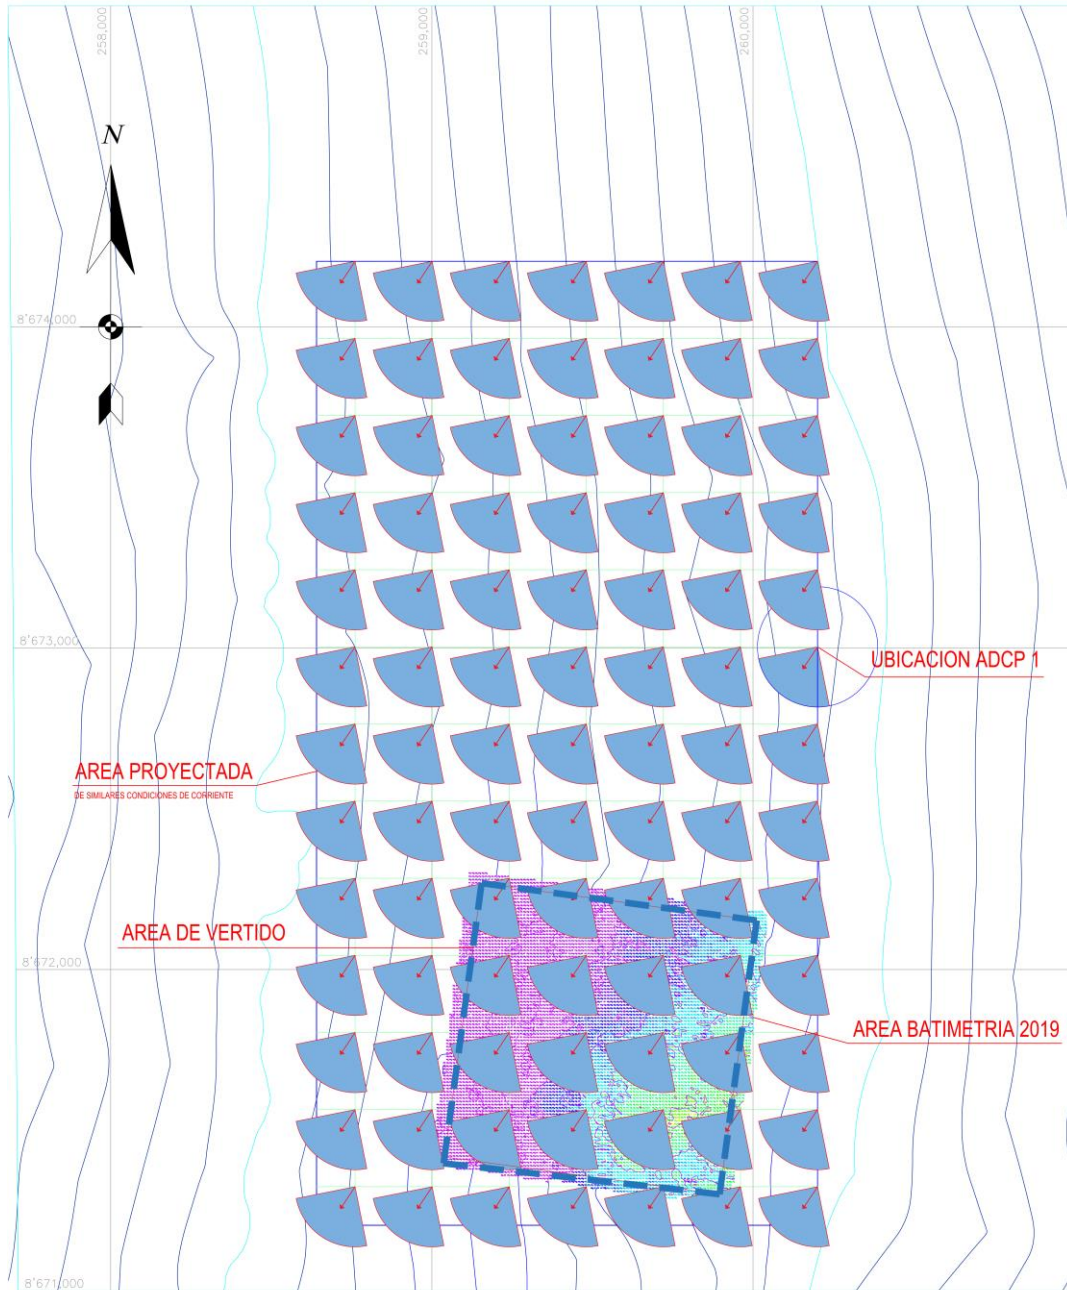 258,000
259,000
260,000
N
8'674,000
8'673,000
UBICACION ADCP 1
AREA PROYECTADA
DE SIMILARES CONDICIONES DE CORRIENTE
AREA DE VERTIDO
8'672,000
AREA BATIMETRIA 2019
8'671,000